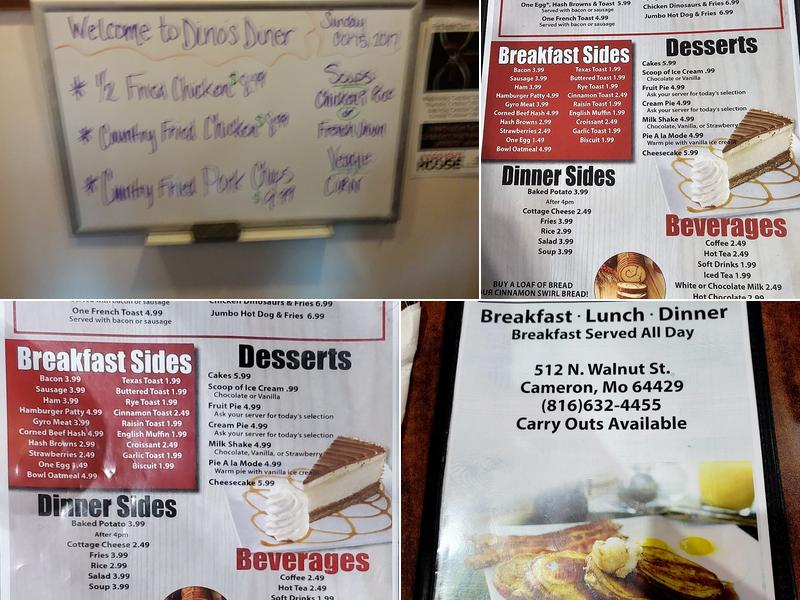 Welcome to Dino's Diner
Sunday
Oct 15, 2017
* 1/2 Fried Chicken $8.99
* Country Fried Chicken
* Country Fried Pork Chops
$9.99
Soups
Chicken & Rice
or
French Onion
Veggie
HOUSE
One Egg*, Hash Browns & Toast 5.99
Served with bacon or sausage
One French Toast 4.99
Served with bacon or sausage
Chicken Dinosaurs & Fries 6.99
Jumbo Hot Dog & Fries 6.99
Breakfast Sides
Bacon 3.99
Sausage 3.99
Ham 3.99
Hamburger Patty 4.99
Gyro Meat 3.99
Corned Beef Hash 4.99
Hash Browns 2.99
Strawberries 2.49
One Egg 1.49
Bowl Oatmeal 4.99
Texas Toast 1.99
Buttered Toast 1.99
Rye Toast 1.99
Cinnamon Toast 2.49
Raisin Toast 1.99
English Muffin 1.99
Croissant 2.49
Garlic Toast 1.99
Biscuit 1.99
Desserts
Cakes 5.99
Scoop of Ice Cream .99
Chocolate or Vanilla
Fruit Pie 4.99
Ask your server for today's selection
Cream Pie 4.99
Ask your server for today's selection
Milk Shake 4.99
Chocolate, Vanilla, or Strawberry
Pie A la Mode 4.99
Warm pie with vanilla ice cream
Cheesecake 5.99
Dinner Sides
Baked Potato 3.99
After 4pm
Cottage Cheese 2.49
Fries 3.99
Rice 2.99
Salad 3.99
Soup 3.99
Beverages
Coffee 2.49
Hot Tea 2.49
Soft Drinks 1.99
Iced Tea 1.99
White or Chocolate Milk 2.49
Hot Chocolate 2.99
BUY A LOAF OF BREAD
UR CINNAMON SWIRL BREAD!
Served with bacon or sausage
One French Toast 4.99
Served with bacon or sausage
Chicken Dinosaurs & Fries 6.99
Jumbo Hot Dog & Fries 6.99
Breakfast Sides
Bacon 3.99
Sausage 3.99
Ham 3.99
Hamburger Patty 4.99
Gyro Meat 3.99
Corned Beef Hash 4.99
Hash Browns 2.99
Strawberries 2.49
One Egg 1.49
Bowl Oatmeal 4.99
Texas Toast 1.99
Buttered Toast 1.99
Rye Toast 1.99
Cinnamon Toast 2.49
Raisin Toast 1.99
English Muffin 1.99
Croissant 2.49
Garlic Toast 1.99
Biscuit 1.99
Desserts
Cakes 5.99
Scoop of Ice Cream .99
Chocolate or Vanilla
Fruit Pie 4.99
Ask your server for today's selection
Cream Pie 4.99
Ask your server for today's selection
Milk Shake 4.99
Chocolate, Vanilla, or Strawberry
Pie A la Mode 4.99
Warm pie with vanilla ice cream
Cheesecake 5.99
Dinner Sides
Baked Potato 3.99
After 4pm
Cottage Cheese 2.49
Fries 3.99
Rice 2.99
Salad 3.99
Soup 3.99
Beverages
Coffee 2.49
Hot Tea 2.49
Soft Drinks 1.99
Breakfast · Lunch · Dinner
Breakfast Served All Day
512 N. Walnut St.
Cameron, Mo 64429
(816)632-4455
Carry Outs Available